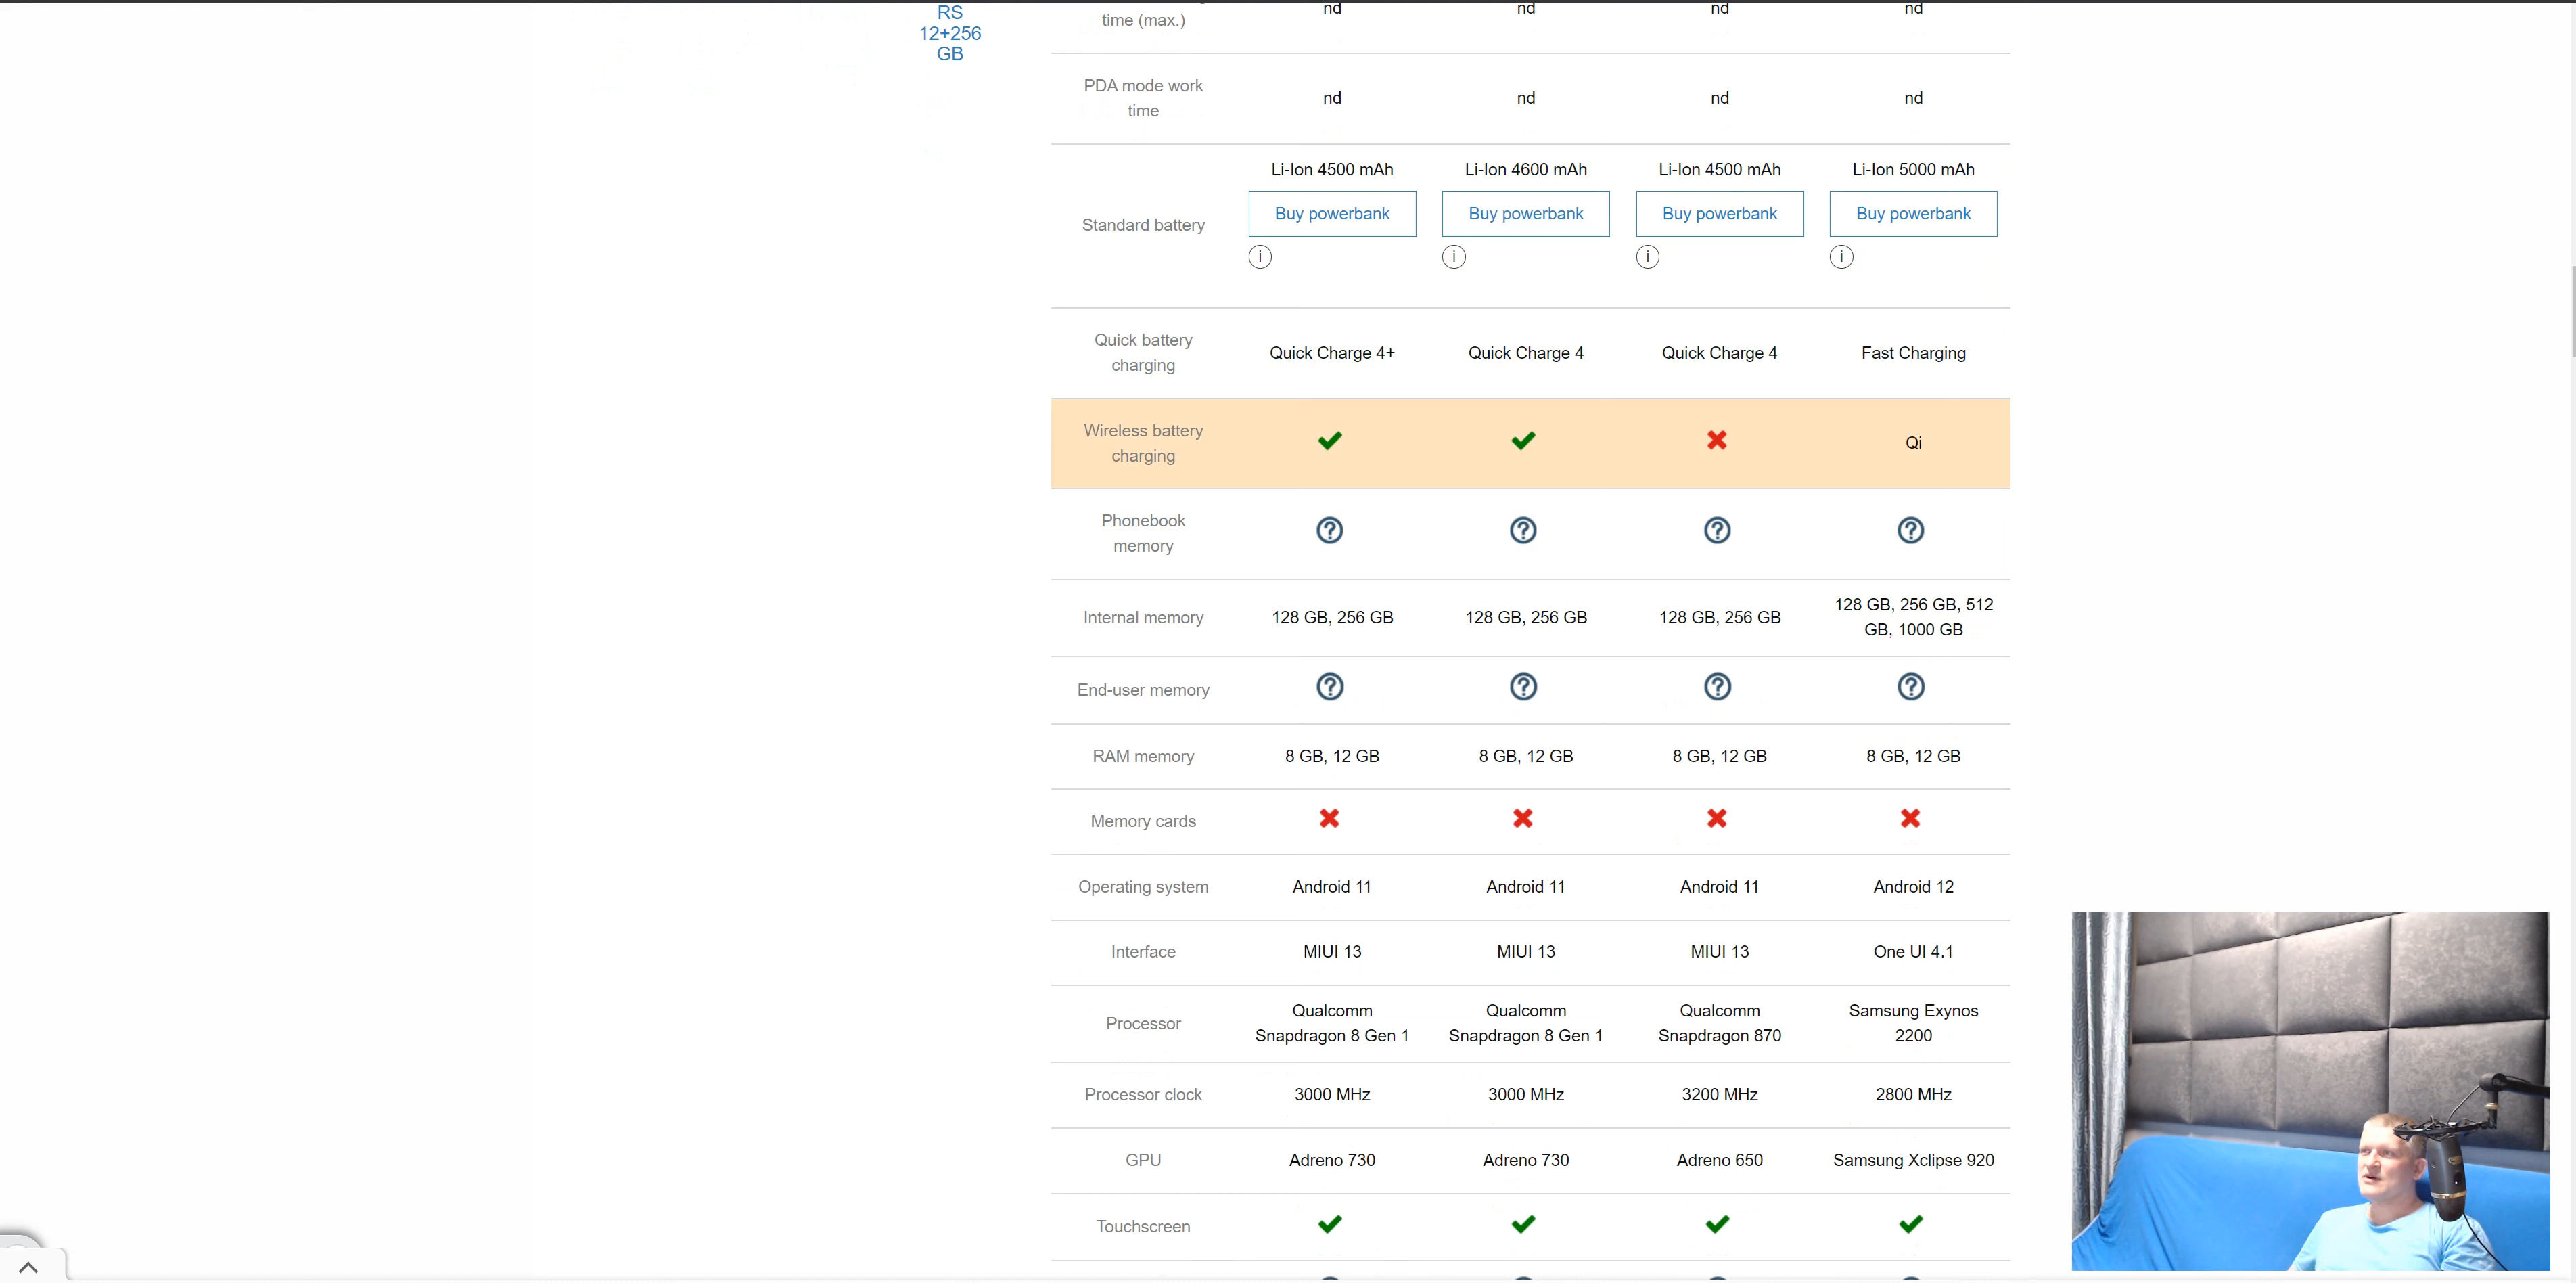 RS
12+256
GB
time (max.)
nd nd nd nd
PDA mode work
time
nd nd nd nd
Standard battery
Li-Ion 4500 mAh Li-Ion 4600 mAh Li-Ion 4500 mAh Li-Ion 5000 mAh
Buy powerbank Buy powerbank Buy powerbank Buy powerbank
i i i i
Quick battery
charging
Quick Charge 4+ Quick Charge 4 Quick Charge 4 Fast Charging
Wireless battery
charging
Qi
Phonebook
memory
? ? ? ?
Internal memory
128 GB, 256 GB 128 GB, 256 GB 128 GB, 256 GB 128 GB, 256 GB, 512
GB, 1000 GB
End-user memory ? ? ? ?
RAM memory 8 GB, 12 GB 8 GB, 12 GB 8 GB, 12 GB 8 GB, 12 GB
Memory cards
Operating system Android 11 Android 11 Android 11 Android 12
Interface MIUI 13 MIUI 13 MIUI 13 One UI 4.1
Processor
Qualcomm Qualcomm Qualcomm Samsung Exynos
Snapdragon 8 Gen 1 Snapdragon 8 Gen 1 Snapdragon 870 2200
Processor clock 3000 MHz 3000 MHz 3200 MHz 2800 MHz
GPU Adreno 730 Adreno 730 Adreno 650 Samsung Xclipse 920
Touchscreen